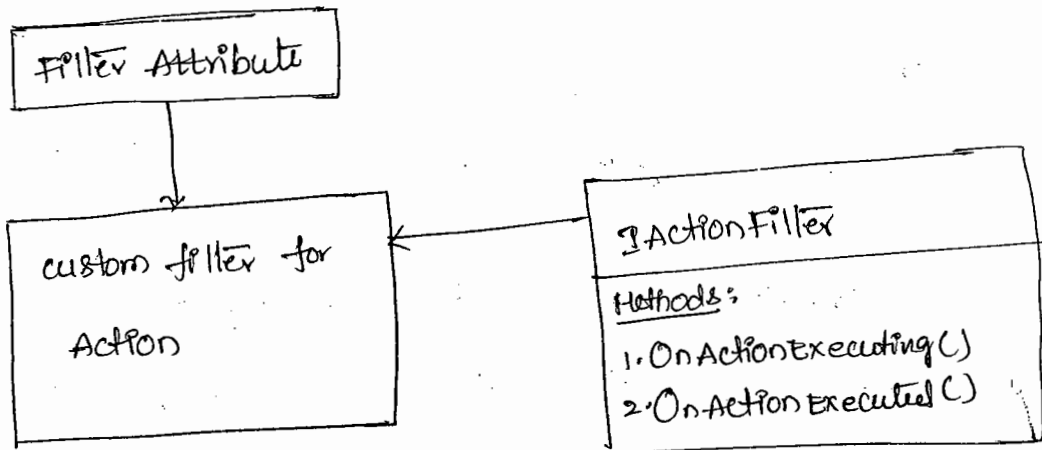 Filter Attribute
custom filter for
Action
IActionFilter
Methods:
1. OnActionExecuting()
2. OnActionExecuted()